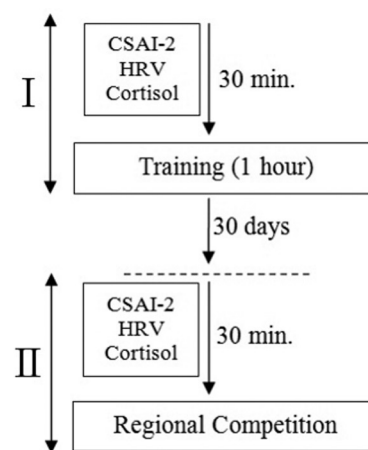 I
CSAI-2
HRV
Cortisol
30 min.
Training (1 hour)
30 days
II
CSAI-2
HRV
Cortisol
30 min.
Regional Competition